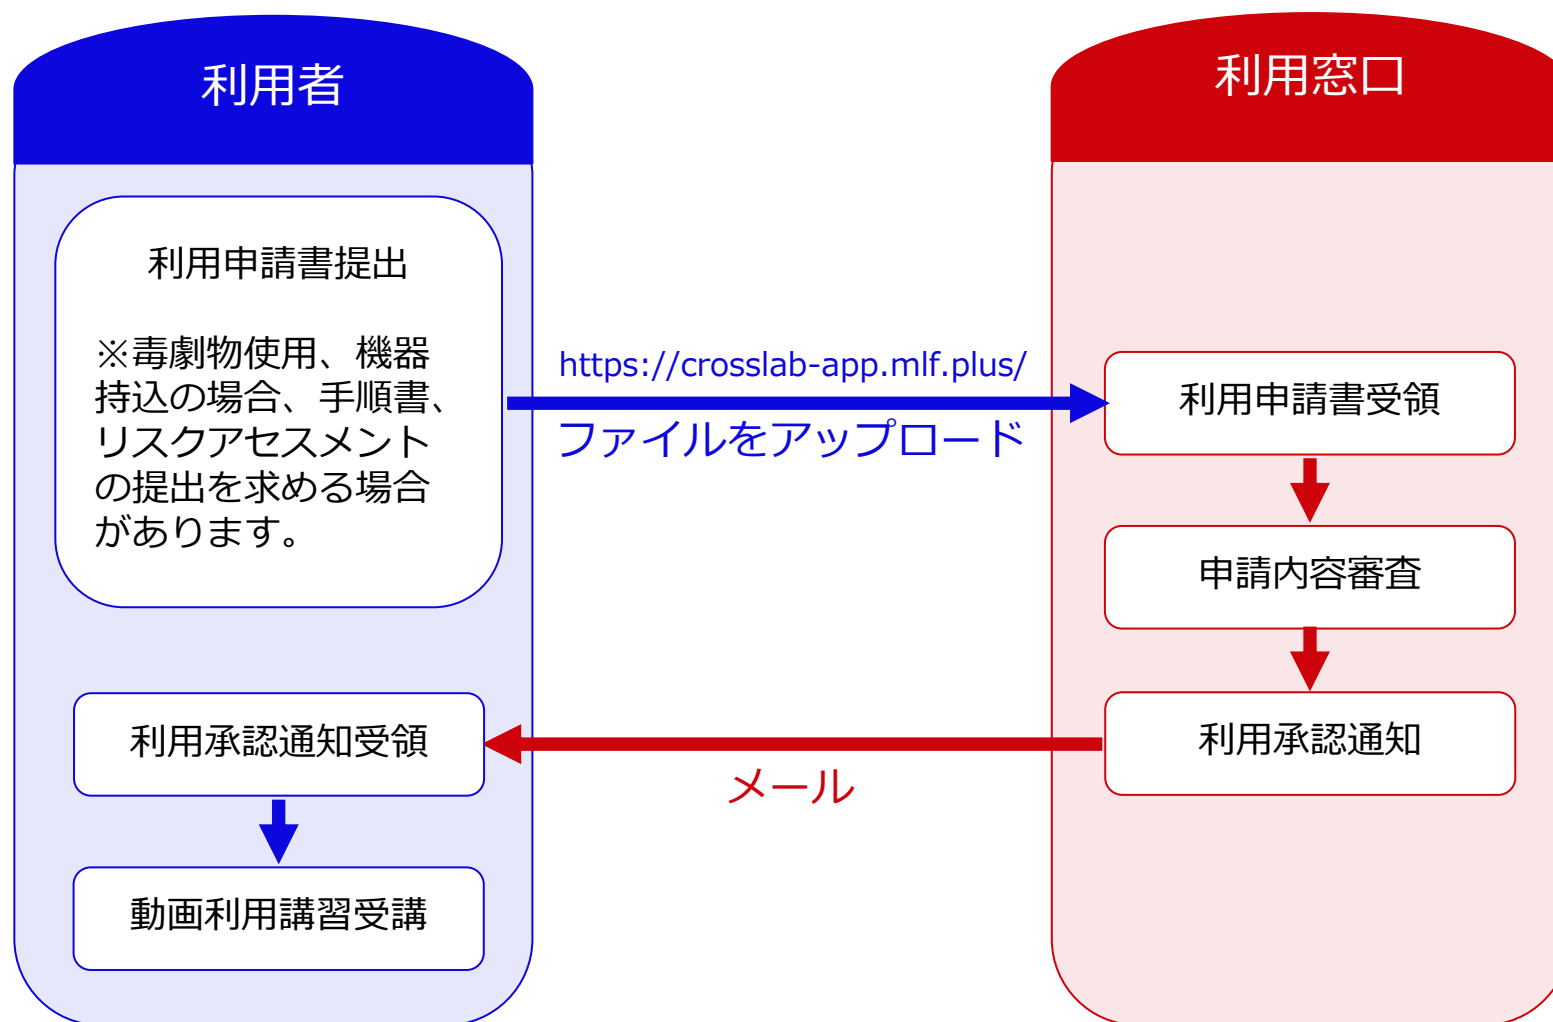 利用者
利用申請書提出
※毒劇物使用、機器
持込の場合、手順書、
リスクアセスメント
の提出を求める場合
があります。
利用承認通知受領
動画利用講習受講
https://crosslab-app.mlf.plus/
ファイルをアップロード
メール
利用窓口
利用申請書受領
申請内容審査
利用承認通知